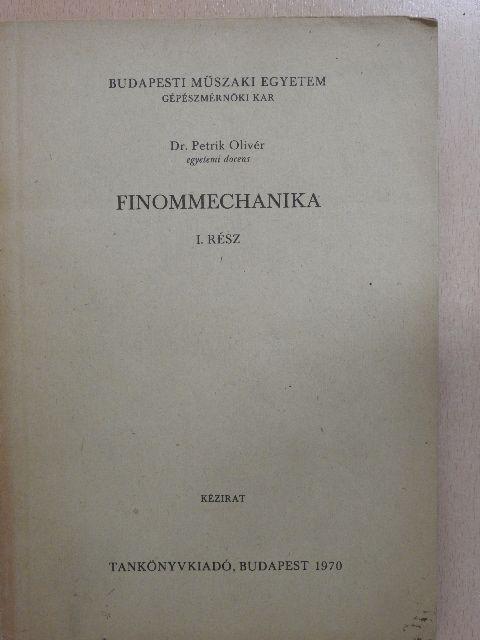 BUDAPESTI MŰSZAKI EGYETEM
GÉPÉSZMÉRNÖKI KAR
Dr. Petrik Olivér
egyetemi docens
FINOMMECHANIKA
I. RÉSZ
KÉZIRAT
TANKÖNYVKIADÓ, BUDAPEST 1970